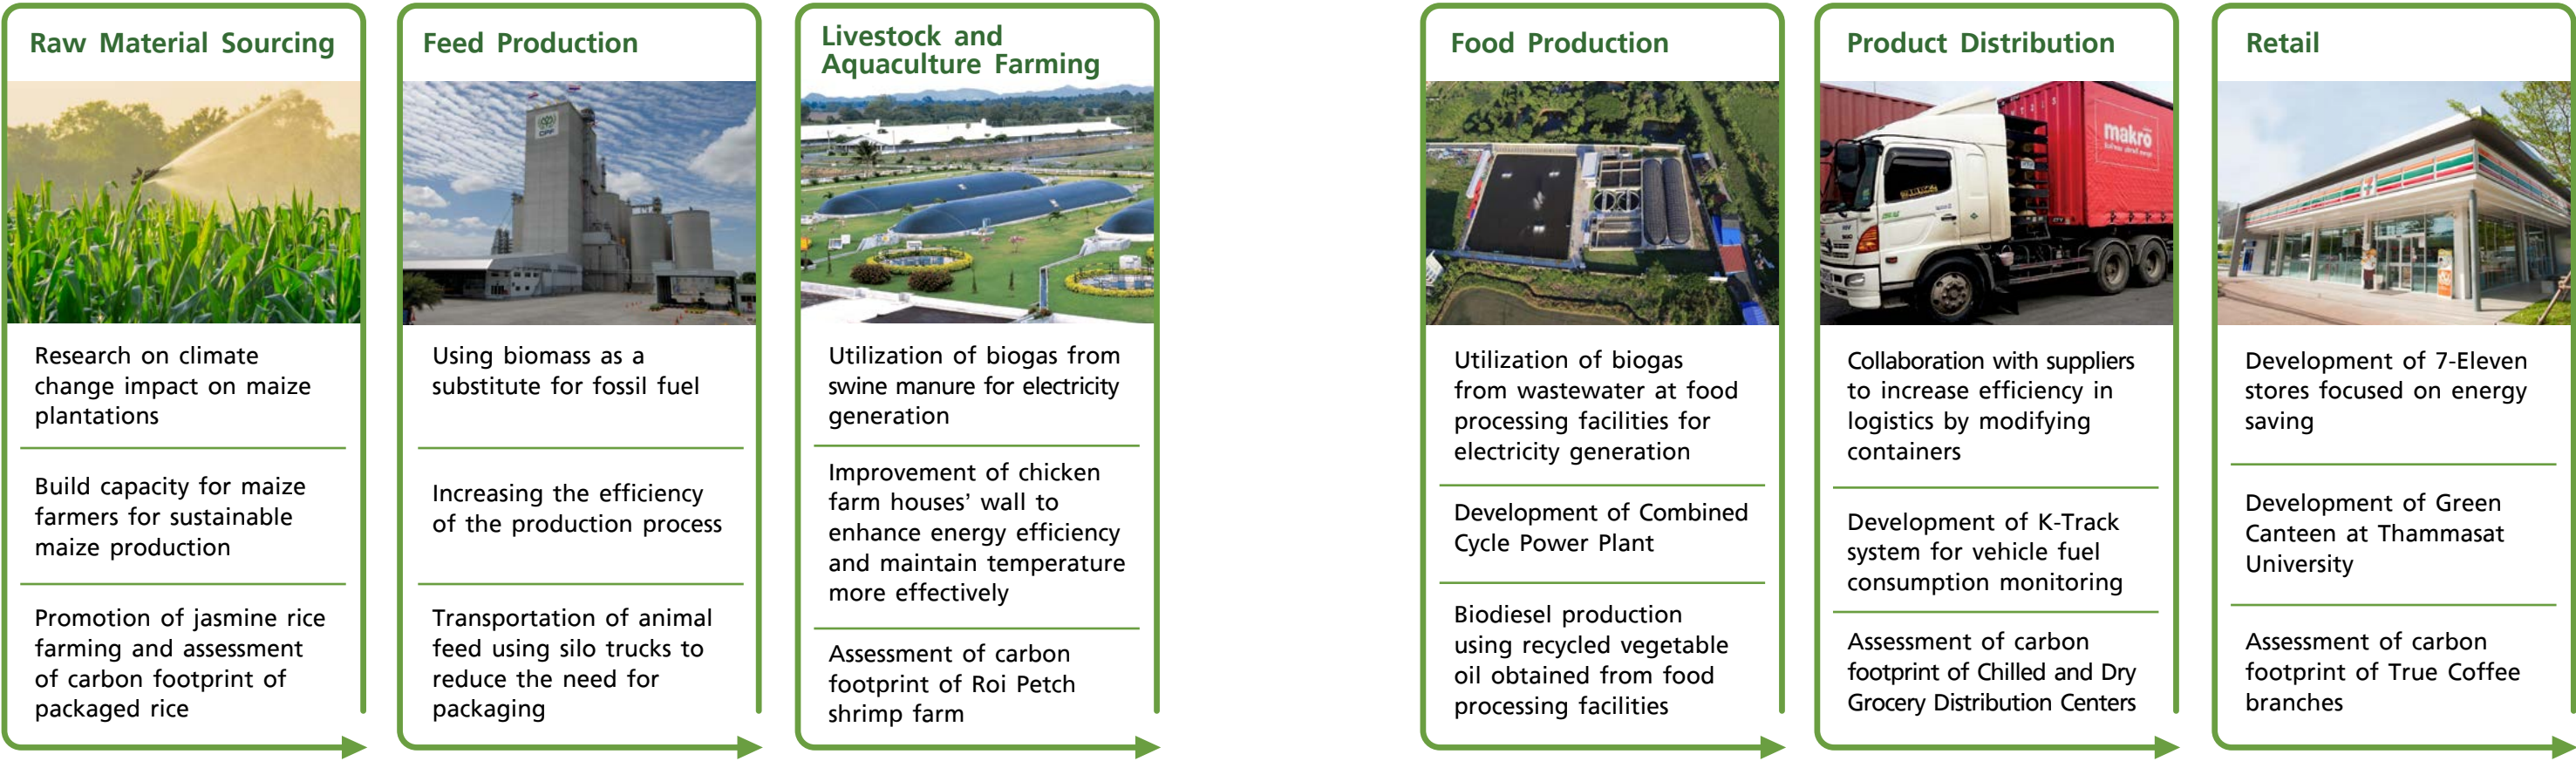 Raw Material Sourcing
CPF
Research on climate
change impact on maize
plantations
Build capacity for maize
farmers for sustainable
maize production
Promotion of jasmine rice
farming and assessment
of carbon footprint of
packaged rice
Feed Production
Using biomass as a
substitute for fossil fuel
Increasing the efficiency
of the production process
Transportation of animal
feed using silo trucks to
reduce the need for
packaging
Livestock and
Aquaculture Farming
Utilization of biogas from
swine manure for electricity
generation
Improvement of chicken
farm houses’ wall to
enhance energy efficiency
and maintain temperature
more effectively
Assessment of carbon
footprint of Roi Petch
shrimp farm
Food Production
Utilization of biogas
from wastewater at food
processing facilities for
electricity generation
Development of Combined
Cycle Power Plant
Biodiesel production
using recycled vegetable
oil obtained from food
processing facilities
Product Distribution
makro
Collaboration with suppliers
to increase efficiency in
logistics by modifying
containers
Development of K-Track
system for vehicle fuel
consumption monitoring
Assessment of carbon
footprint of Chilled and Dry
Grocery Distribution Centers
Retail
Development of 7-Eleven
stores focused on energy
saving
Development of Green
Canteen at Thammasat
University
Assessment of carbon
footprint of True Coffee
branches